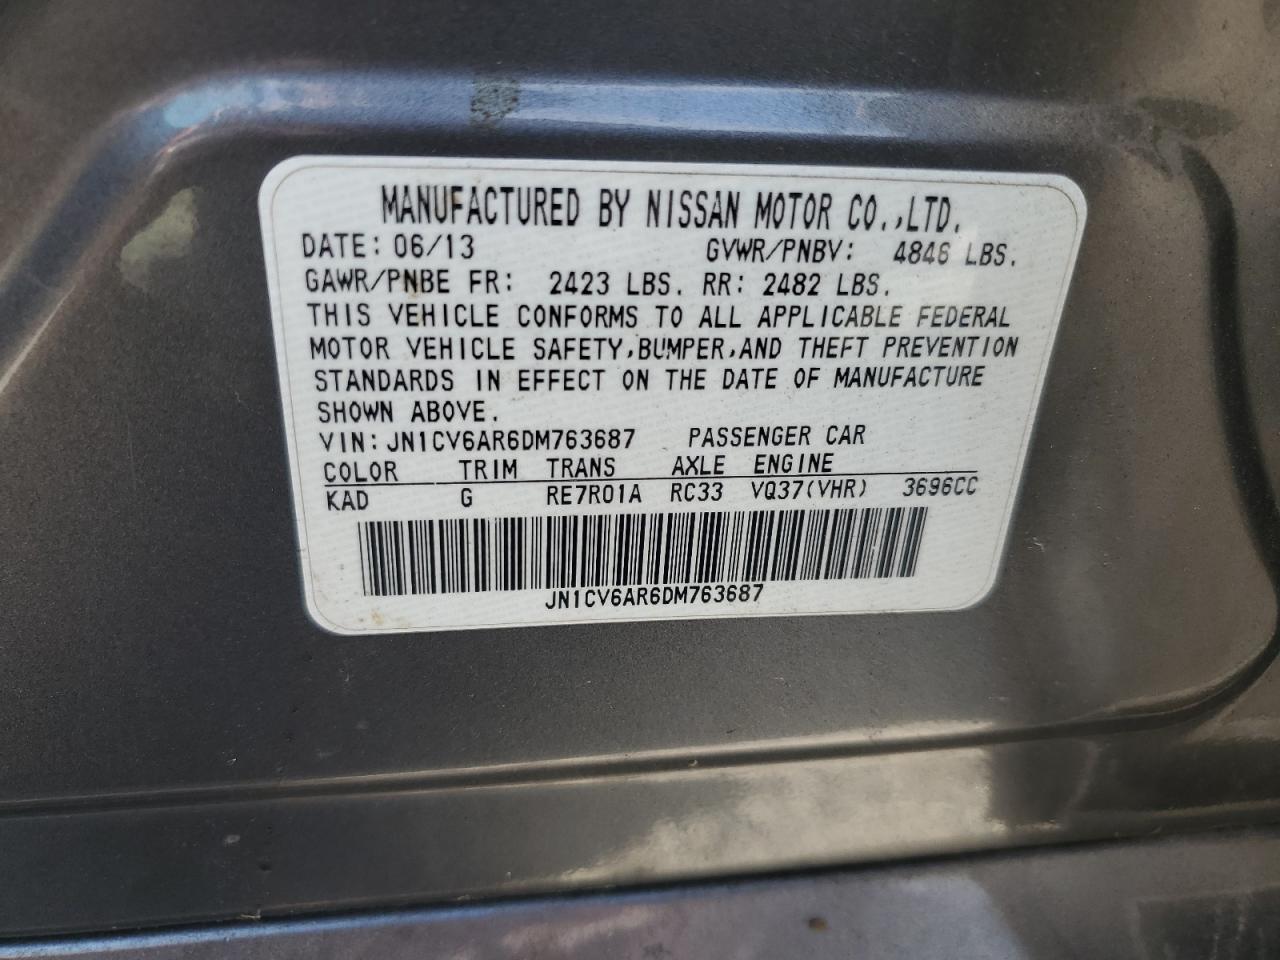 MANUFACTURED BY NISSAN MOTOR CO.,LTD.
DATE: 06/13 GVWR/PNBV: 4846 LBS.
GAWR/PNBE FR: 2423 LBS. RR: 2482 LBS.
THIS VEHICLE CONFORMS TO ALL APPLICABLE FEDERAL
MOTOR VEHICLE SAFETY,BUMPER,AND THEFT PREVENTION
STANDARDS IN EFFECT ON THE DATE OF MANUFACTURE
SHOWN ABOVE.
VIN: JN1CV6AR6DM763687 PASSENGER CAR
COLOR TRIM TRANS AXLE ENGINE
KAD G RE7R01A RC33 VQ37(VHR) 3696CC
JN1CV6AR6DM763687